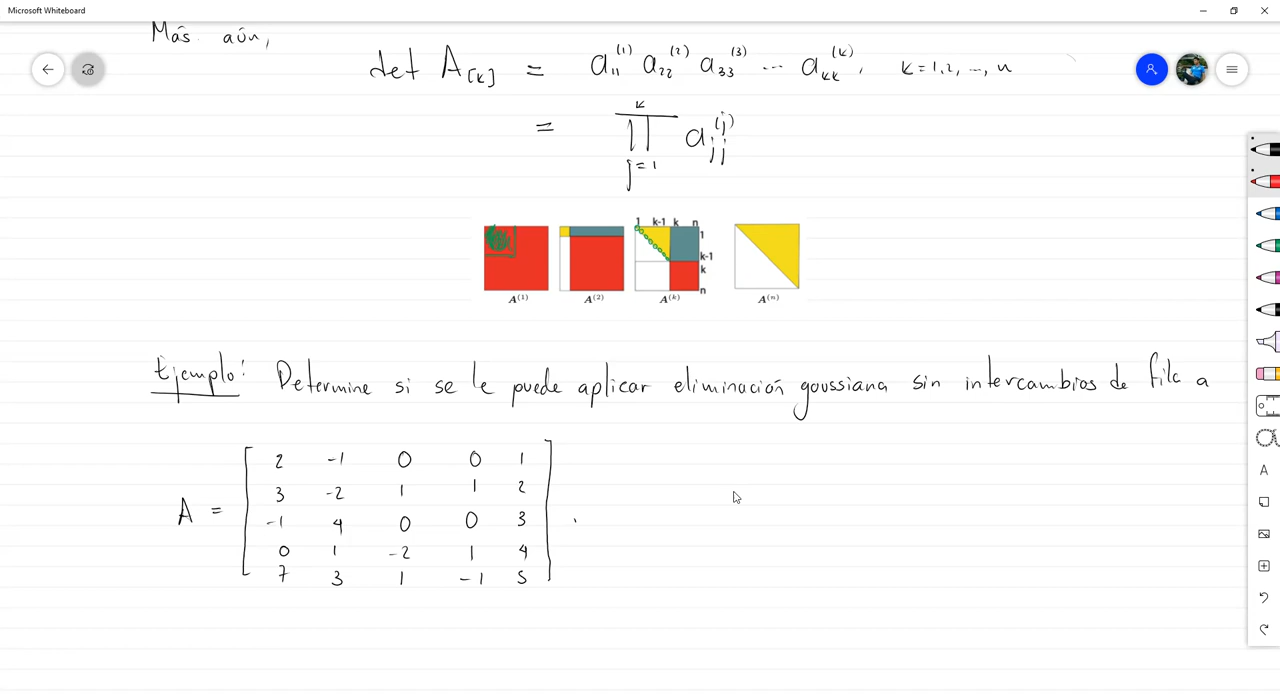 Microsoft Whiteboard
Más aún,
det A[k] = a11^(1) a22^(2) a33^(3) ... akk^(k), k=1,2,...,n
= ∏_{j=1}^{k} ajj^(j)
1 k-1 k n
1
k-1
k
n
A^(1) A^(2) A^(k) A^(n)
Ejemplo: Determine si se le puede aplicar eliminación gaussiana sin intercambios de fila a
A = [
2 -1 0 0 1
3 -2 1 1 2
-1 4 0 0 3
0 1 -2 1 4
7 3 1 -1 5
] .
A